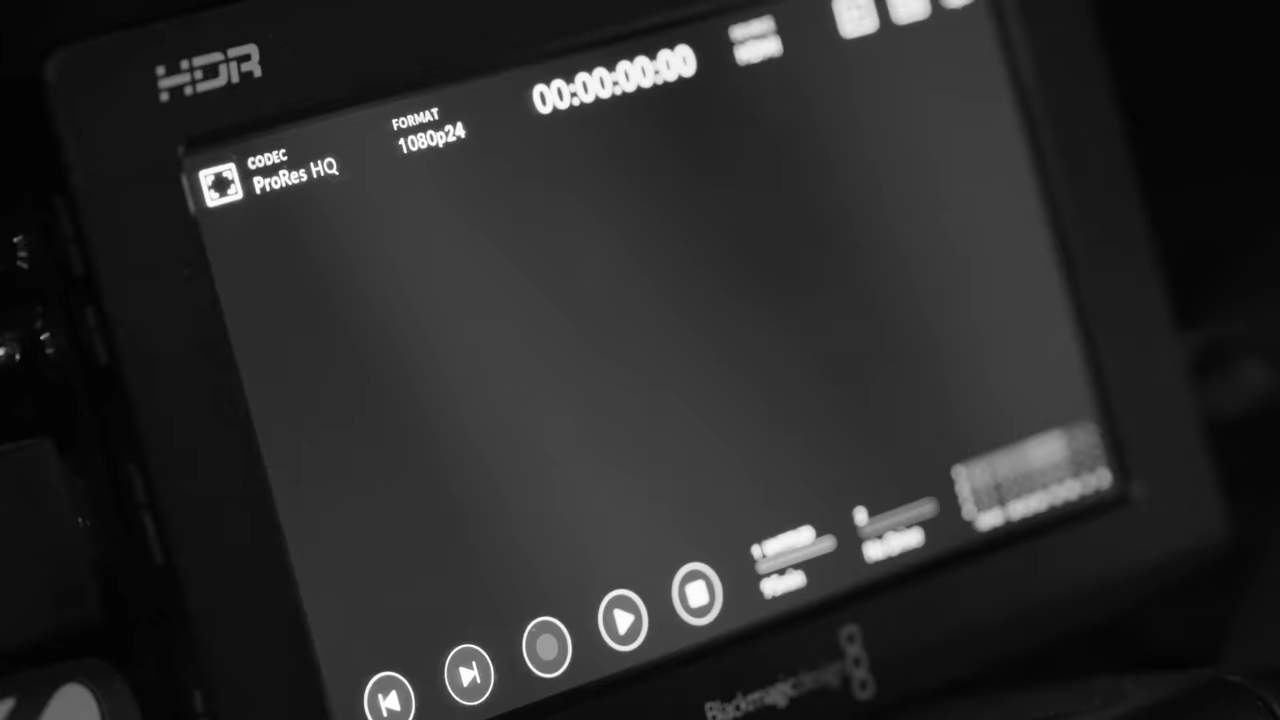 HDR
CODEC
ProRes HQ
FORMAT
1080p24
00:00:00:00
Blackmagicdesign